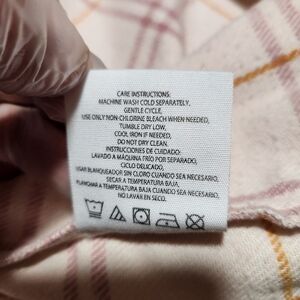 CARE INSTRUCTIONS:
MACHINE WASH COLD SEPARATELY,
GENTLE CYCLE,
USE ONLY NON-CHLORINE BLEACH WHEN NEEDED,
TUMBLE DRY LOW,
COOL IRON IF NEEDED,
DO NOT DRY CLEAN.
INSTRUCCIONES DE CUIDADO:
LAVADO A MÁQUINA FRÍO POR SEPARADO,
CICLO DELICADO,
USAR BLANQUEADOR SIN CLORO CUANDO SEA NECESARIO,
SECAR A TEMPERATURA BAJA,
PLANCHAR A TEMPERATURA BAJA, CUANDO SEA NECESARIO,
NO LAVAR EN SECO.